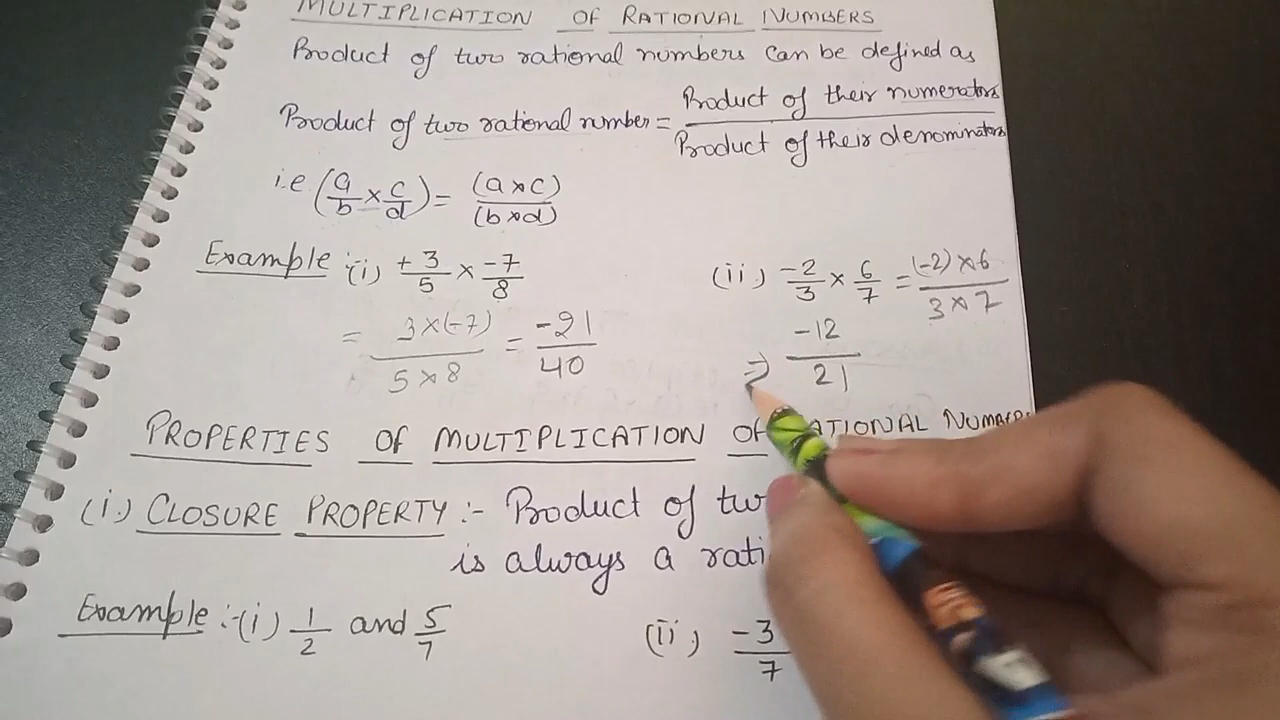 MULTIPLICATION OF RATIONAL NUMBERS
Product of two rational numbers can be defined as
Product of two rational number = Product of their numerators / Product of their denominators
i.e (a/b × c/d) = (a×c)/(b×d)
Example :(i) +3/5 × -7/8
= 3×(-7) / 5×8 = -21/40
(ii) -2/3 × 6/7 = (-2)×6 / 3×7
⇒ -12/21
PROPERTIES OF MULTIPLICATION OF RATIONAL NUMBERS
(i.) CLOSURE PROPERTY :- Product of tw
is always a rati
Example :-(i) 1/2 and 5/7
(ii) -3/7